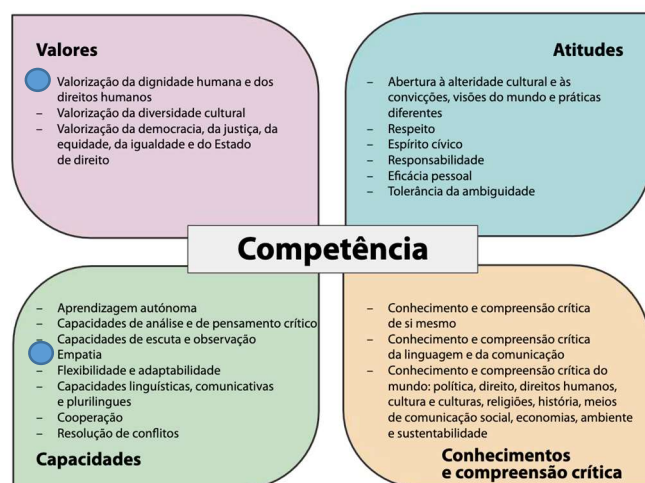 Valores
Valorização da dignidade humana e dos
direitos humanos
– Valorização da diversidade cultural
– Valorização da democracia, da justiça, da
equidade, da igualdade e do Estado
de direito
Atitudes
– Abertura à alteridade cultural e às
convicções, visões do mundo e práticas
diferentes
– Respeito
– Espírito cívico
– Responsabilidade
– Eficácia pessoal
– Tolerância da ambiguidade
Competência
– Aprendizagem autónoma
– Capacidades de análise e de pensamento crítico
– Capacidades de escuta e observação
Empatia
– Flexibilidade e adaptabilidade
– Capacidades linguísticas, comunicativas
e plurilingues
– Cooperação
– Resolução de conflitos
Capacidades
– Conhecimento e compreensão crítica
de si mesmo
– Conhecimento e compreensão crítica
da linguagem e da comunicação
– Conhecimento e compreensão crítica do
mundo: política, direito, direitos humanos,
cultura e culturas, religiões, história, meios
de comunicação social, economias, ambiente
e sustentabilidade
Conhecimentos
e compreensão crítica